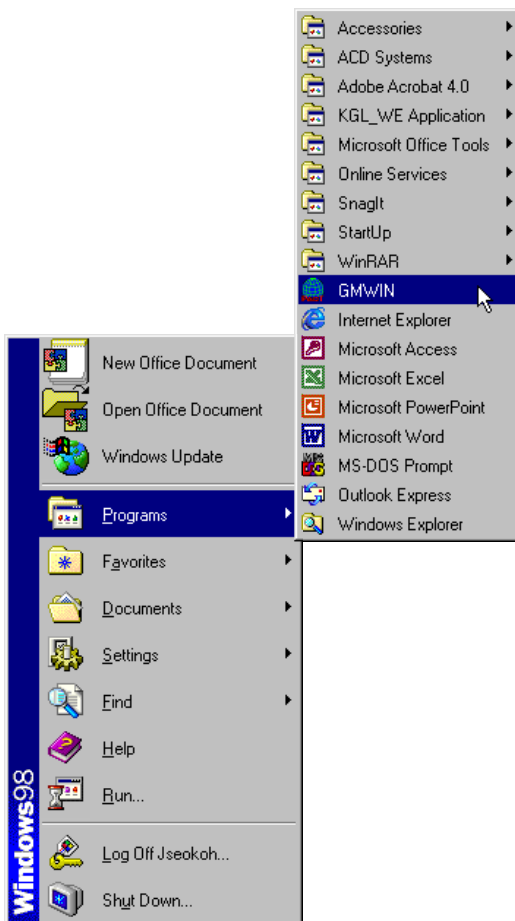 Accessories
ACD Systems
Adobe Acrobat 4.0
KGL_WE Application
Microsoft Office Tools
Online Services
SnagIt
StartUp
WinRAR
GMWIN
Internet Explorer
Microsoft Access
Microsoft Excel
Microsoft PowerPoint
Microsoft Word
MS-DOS Prompt
Outlook Express
Windows Explorer
New Office Document
Open Office Document
Windows Update
Programs
Favorites
Documents
Settings
Find
Help
Run...
Log Off Jseokoh...
Shut Down...
Windows98